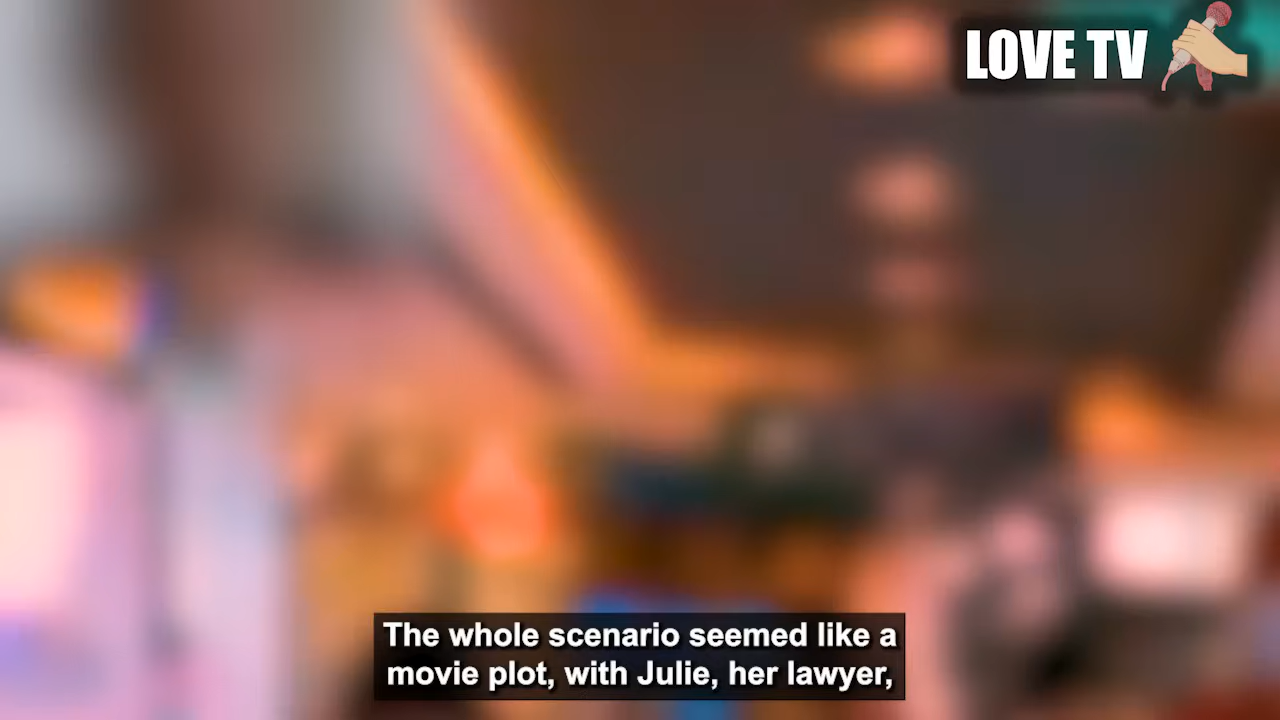 LOVE TV
The whole scenario seemed like a
movie plot, with Julie, her lawyer,